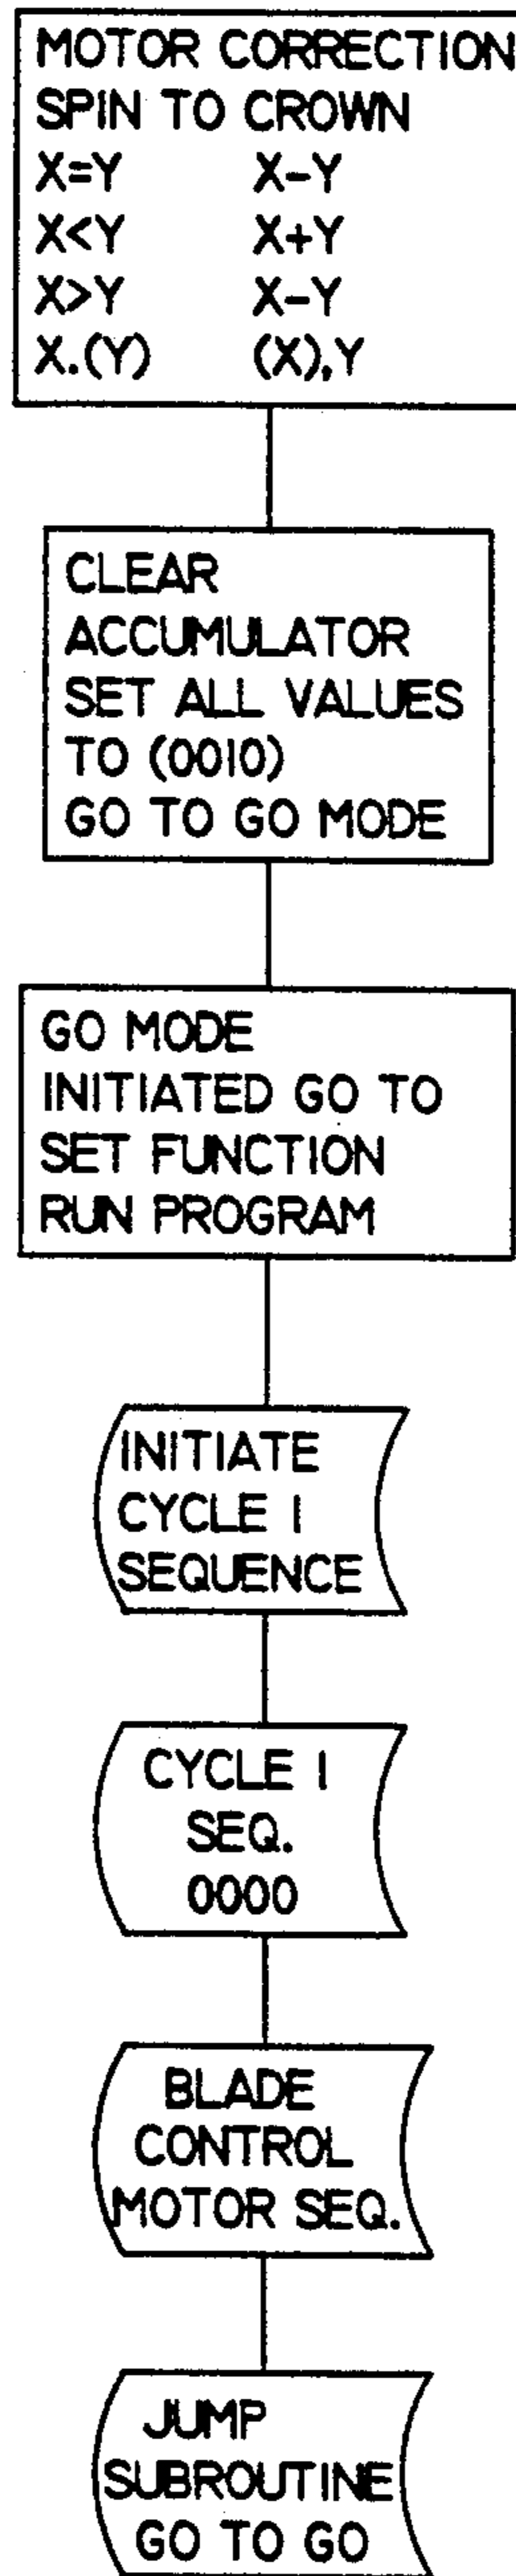 MOTOR CORRECTION
SPIN TO CROWN
X=Y X-Y
X<Y X+Y
X>Y X-Y
X.(Y) (X),Y
CLEAR
ACCUMULATOR
SET ALL VALUES
TO (0010)
GO TO GO MODE
GO MODE
INITIATED GO TO
SET FUNCTION
RUN PROGRAM
INITIATE
CYCLE 1
SEQUENCE
CYCLE 1
SEQ.
0000
BLADE
CONTROL
MOTOR SEQ.
JUMP
SUBROUTINE
GO TO GO